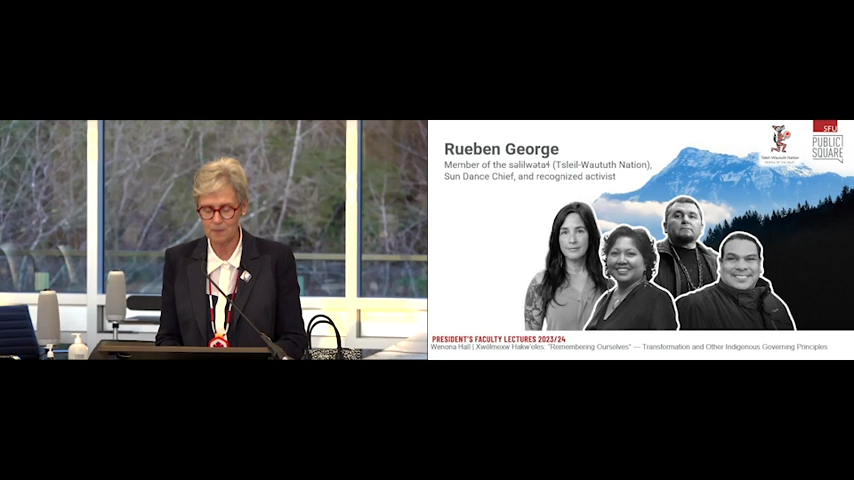 Rueben George
Member of the səlilwətaɬ (Tsleil-Waututh Nation),
Sun Dance Chief, and recognized activist
Tsleil-Waututh Nation
SFU
PUBLIC
SQUARE
PRESIDENT'S FACULTY LECTURES 2023/24
Wenona Hall | Xwélmexw Hakw'eles: "Remembering Ourselves" — Transformation and Other Indigenous Governing Principles